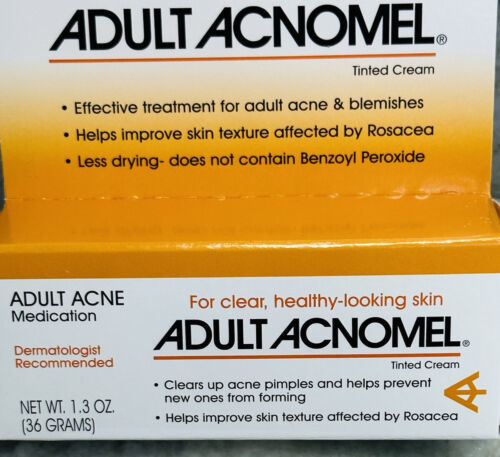 ADULT ACNOMEL®
Tinted Cream
• Effective treatment for adult acne & blemishes
• Helps improve skin texture affected by Rosacea
• Less drying- does not contain Benzoyl Peroxide
ADULT ACNE
Medication
Dermatologist
Recommended
NET WT. 1.3 OZ.
(36 GRAMS)
For clear, healthy-looking skin
ADULT ACNOMEL®
Tinted Cream
• Clears up acne pimples and helps prevent
new ones from forming
• Helps improve skin texture affected by Rosacea